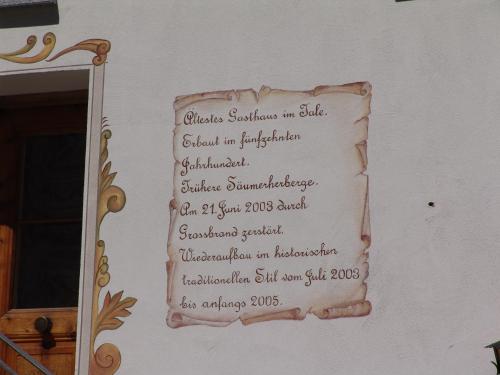 Ältestes Gasthaus im Tale.
Erbaut im fünfzehnten
Jahrhundert.
Frühere Säumerherberge.
Am 21. Juni 2003 durch
Grossbrand zerstört.
Wiederaufbau im historischen
traditionellen Stil vom Juli 2003
bis anfangs 2005.